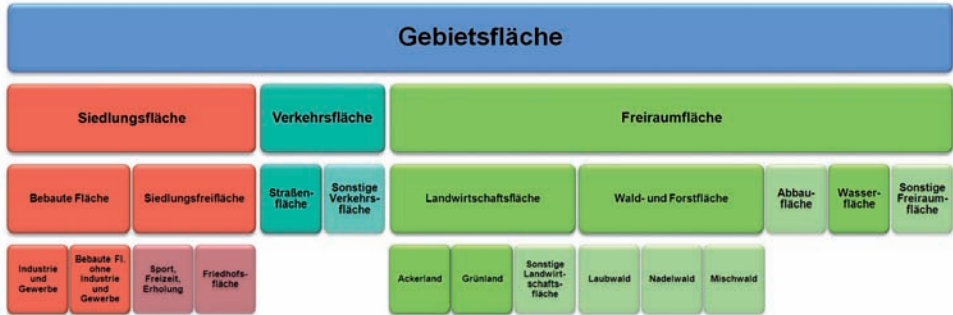 Gebietsfläche
Siedlungsfläche
Verkehrsfläche
Freiraumfläche
Bebaute Fläche
Siedlungsfreifläche
Straßen-
fläche
Sonstige
Verkehrs-
fläche
Landwirtschaftsfläche
Wald- und Forstfläche
Abbau-
fläche
Wasser-
fläche
Sonstige
Freiraum-
fläche
Industrie
und
Gewerbe
Bebaute Fl.
ohne
Industrie
und
Gewerbe
Sport,
Freizeit,
Erholung
Friedhofs-
fläche
Ackerland
Grünland
Sonstige
Landwirt-
schafts-
fläche
Laubwald
Nadelwald
Mischwald